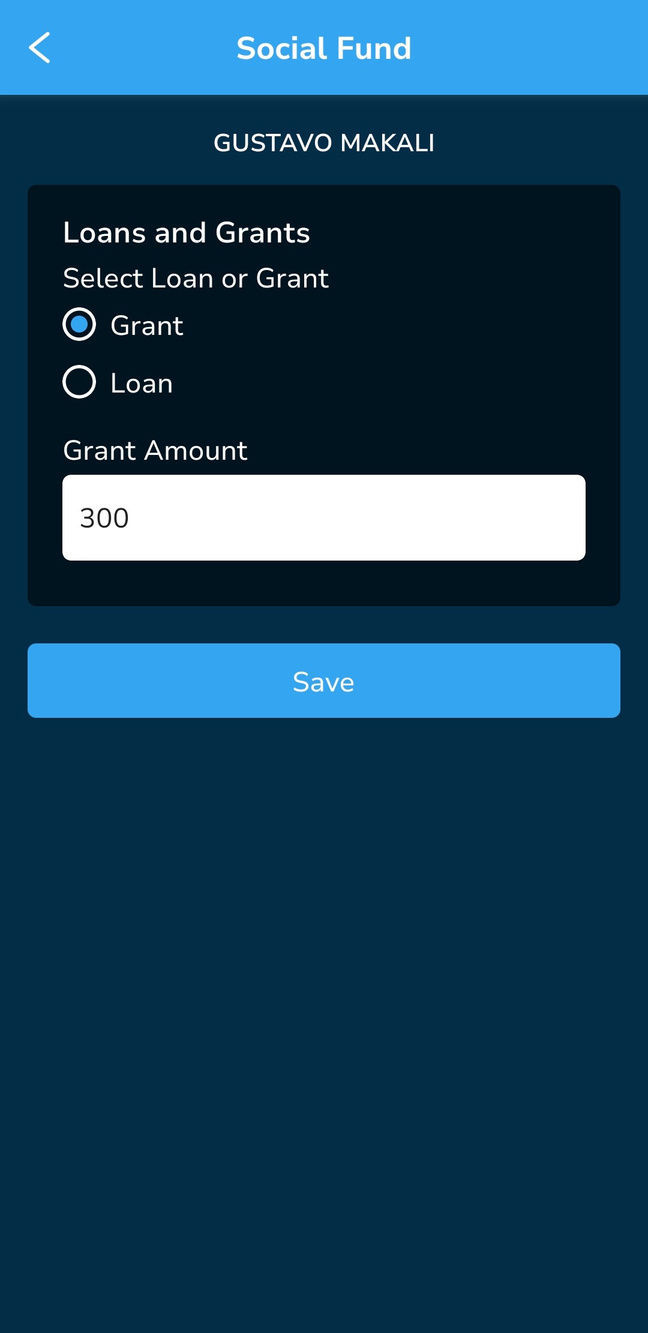 Social Fund
GUSTAVO MAKALI
Loans and Grants
Select Loan or Grant
Grant
Loan
Grant Amount
300
Save